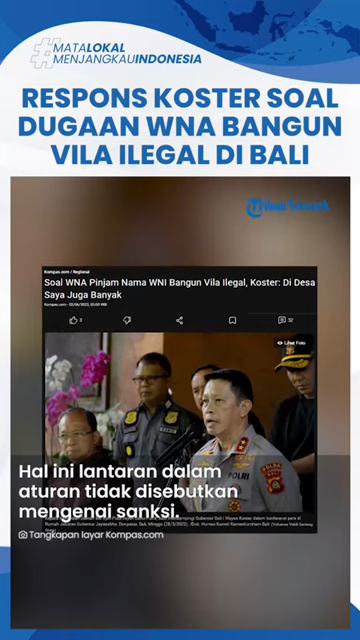 #MATALOKAL
MENJANGKAUINDONESIA
RESPONS KOSTER SOAL
DUGAAN WNA BANGUN
VILA ILEGAL DI BALI
Tribun Network
Kompas.com / Regional
Soal WNA Pinjam Nama WNI Bangun Vila Ilegal, Koster: Di Desa
Saya Juga Banyak
Lihat Foto
Hal ini lantaran dalam
aturan tidak disebutkan
mengenai sanksi.
Tangkapan layar Kompas.com